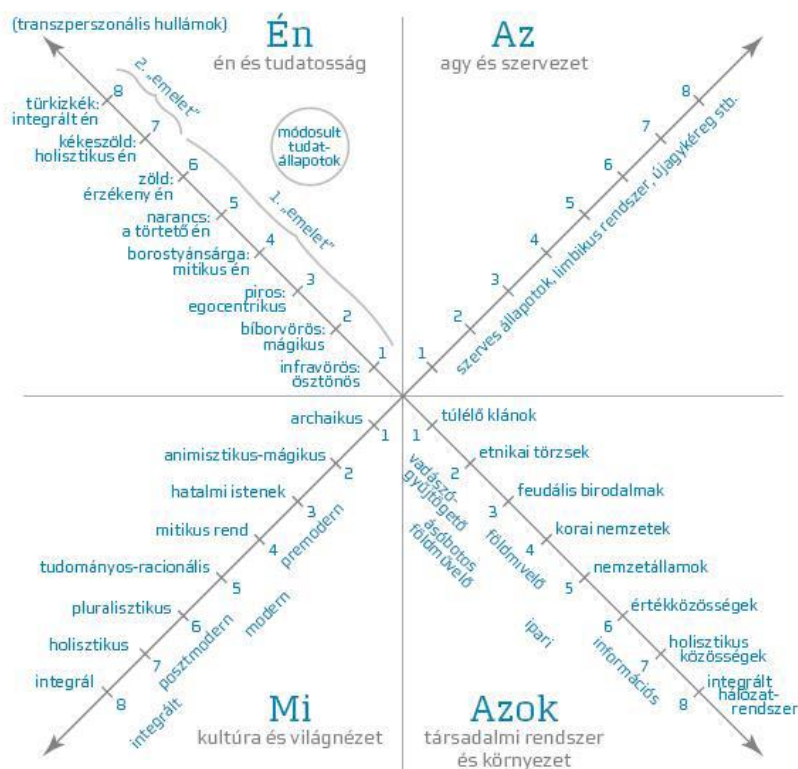 (transzperszonális hullámok)
Én
én és tudatosság
2. „emelet”
8
türkizkék:
integrált én
7
kékeszöld:
holisztikus én
módosult
tudat-
állapotok
6
zöld:
érzékeny én
5
narancs:
a törtető én
1. „emelet”
4
borostyánsárga:
mitikus én
3
piros:
egocentrikus
2
bíborvörös:
mágikus
1
infravörös:
ösztönös
Az
agy és szervezet
8
7
6
5
4
3
2
1
szerves állapotok, limbikus rendszer, újagykéreg stb.
archaikus
1
animisztikus-mágikus
2
hatalmi istenek
3
mitikus rend
4
premodern
tudományos-racionális
5
modern
pluralisztikus
6
posztmodern
holisztikus
7
integrál
8
integrált
Mi
kultúra és világnézet
túlélő klánok
1
etnikai törzsek
2
vadászó-
gyűjtögető
feudális birodalmak
3
ásóbotos
földművelő
korai nemzetek
4
földmívelő
nemzetállamok
5
értékközösségek
6
ipari
holisztikus
közösségek
7
információs
integrált
hálózat-
rendszer
8
Azok
társadalmi rendszer
és környezet